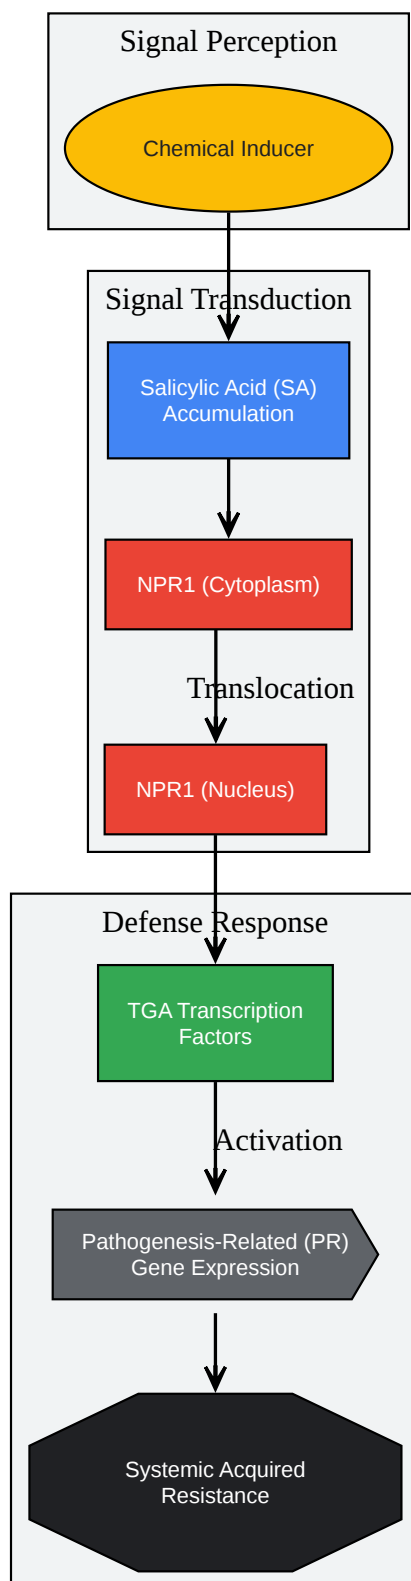 Signal Perception
Chemical Inducer
Signal Transduction
Salicylic Acid (SA)
Accumulation
NPR1 (Cytoplasm)
Translocation
NPR1 (Nucleus)
Defense Response
TGA Transcription
Factors
Activation
Pathogenesis-Related (PR)
Gene Expression
Systemic Acquired
Resistance